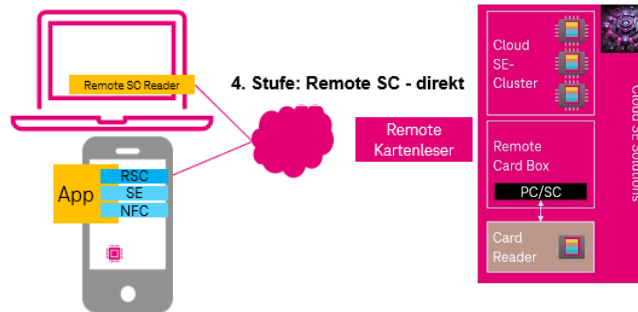 Remote SC Reader
4. Stufe: Remote SC - direkt
App
RSC
SE
NFC
Remote
Kartenleser
Cloud
SE-
Cluster
Remote
Card Box
PC/SC
Card
Reader
Cloud SE Solutions